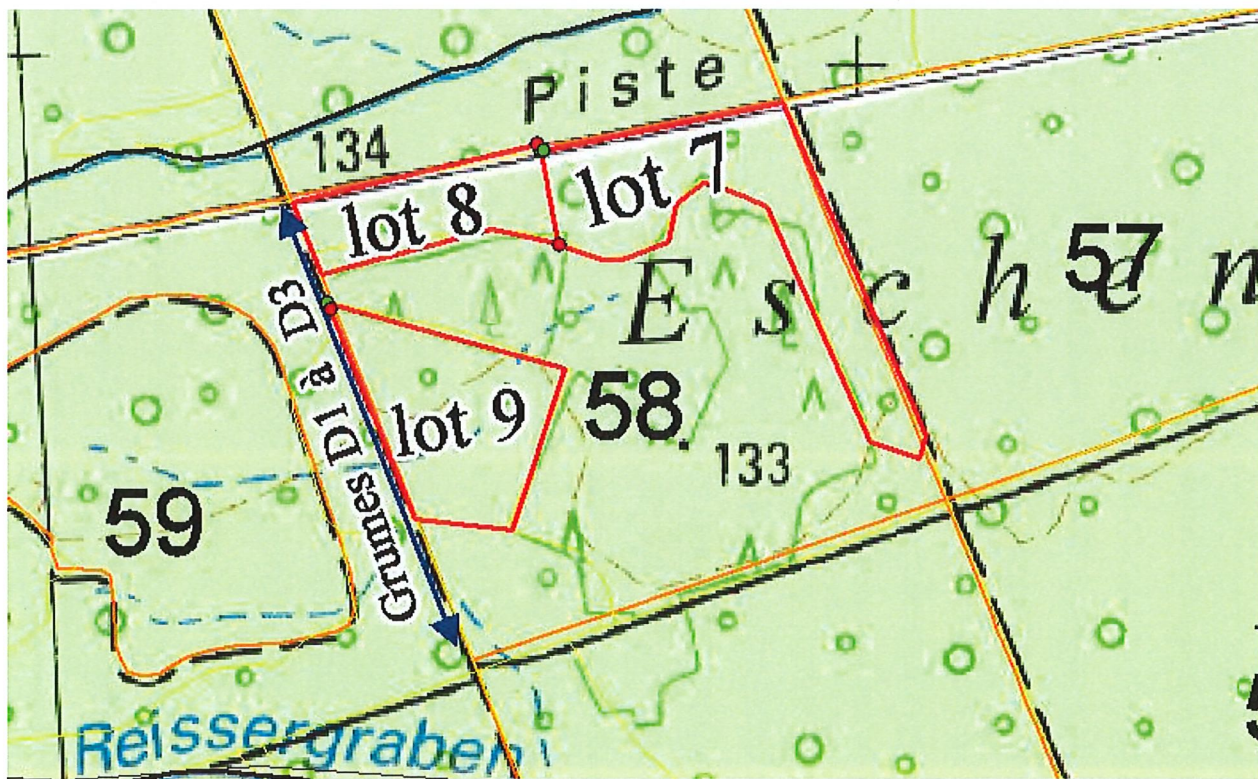 Piste
134
lot 8
lot 7
57
Eschen
Grumes D1 à D3
lot 9
58.
133
59
Reissergraben